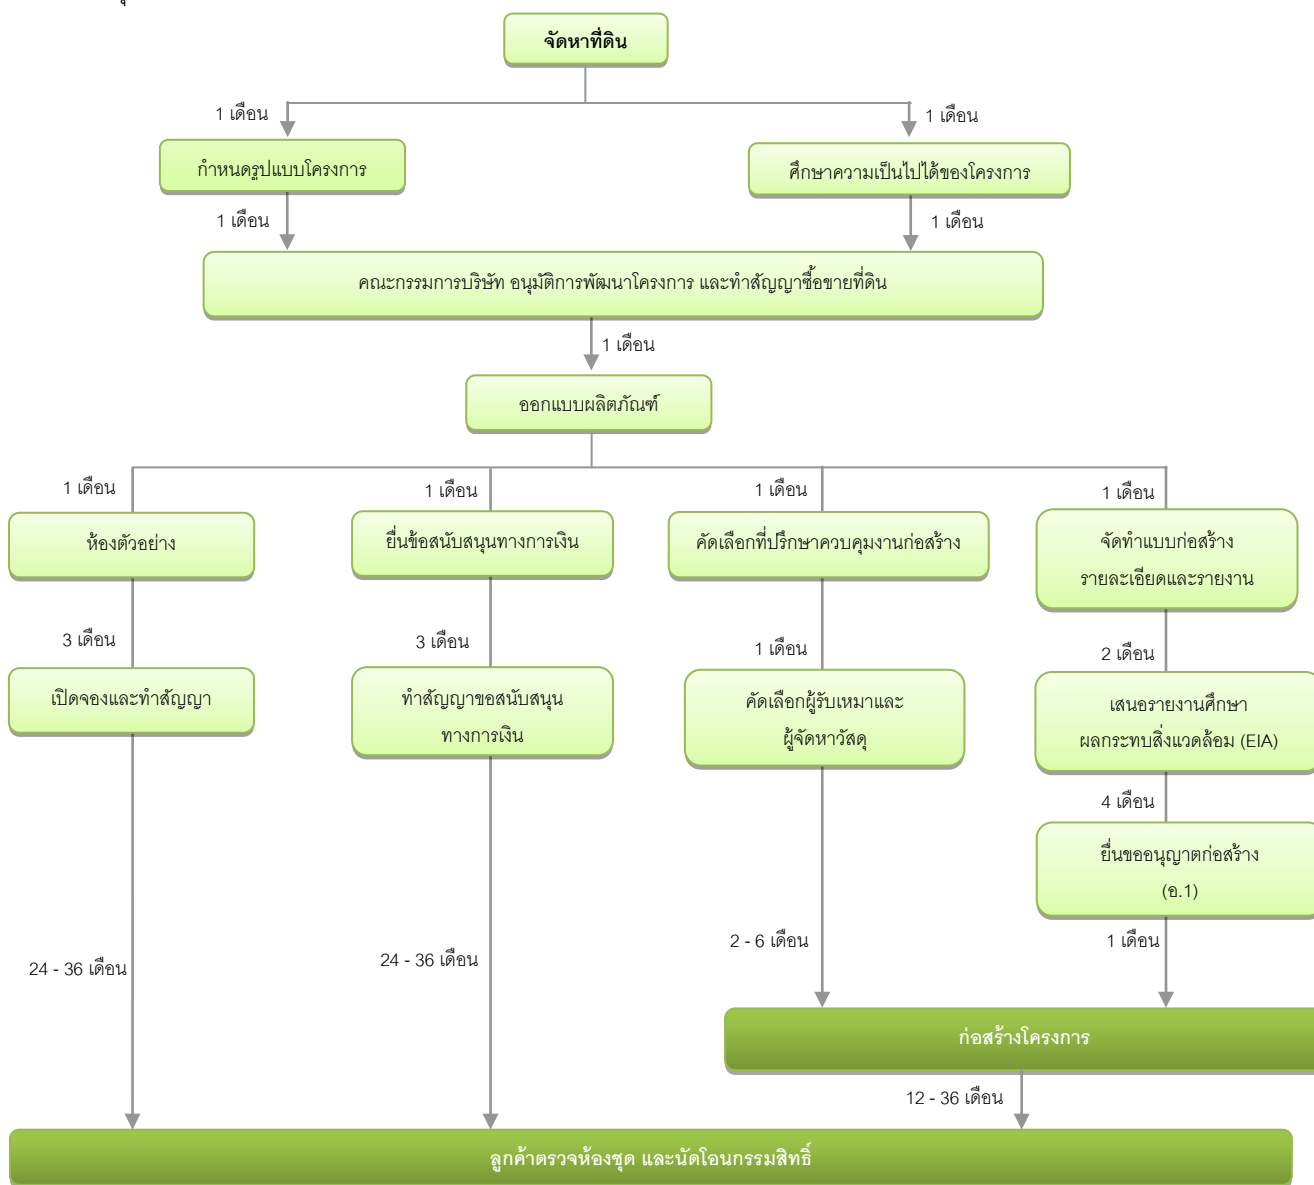 จัดหาที่ดิน
1 เดือน
1 เดือน
กำหนดรูปแบบโครงการ
ศึกษาความเป็นไปได้ของโครงการ
1 เดือน
1 เดือน
คณะกรรมการบริษัท อนุมัติการพัฒนาโครงการ และทำสัญญาซื้อขายที่ดิน
1 เดือน
ออกแบบผลิตภัณฑ์
1 เดือน
1 เดือน
1 เดือน
1 เดือน
ห้องตัวอย่าง
ยื่นข้อสนับสนุนทางการเงิน
คัดเลือกที่ปรึกษาควบคุมงานก่อสร้าง
จัดทำแบบก่อสร้าง
รายละเอียดและรายงาน
3 เดือน
3 เดือน
1 เดือน
2 เดือน
เปิดจองและทำสัญญา
ทำสัญญาขอสนับสนุน
ทางการเงิน
คัดเลือกผู้รับเหมาและ
ผู้จัดหาวัสดุ
เสนอรายงานศึกษา
ผลกระทบสิ่งแวดล้อม (EIA)
4 เดือน
ยื่นขออนุญาตก่อสร้าง
(อ.1)
24 - 36 เดือน
24 - 36 เดือน
2 - 6 เดือน
1 เดือน
ก่อสร้างโครงการ
12 - 36 เดือน
ลูกค้าตรวจห้องชุด และนัดโอนกรรมสิทธิ์